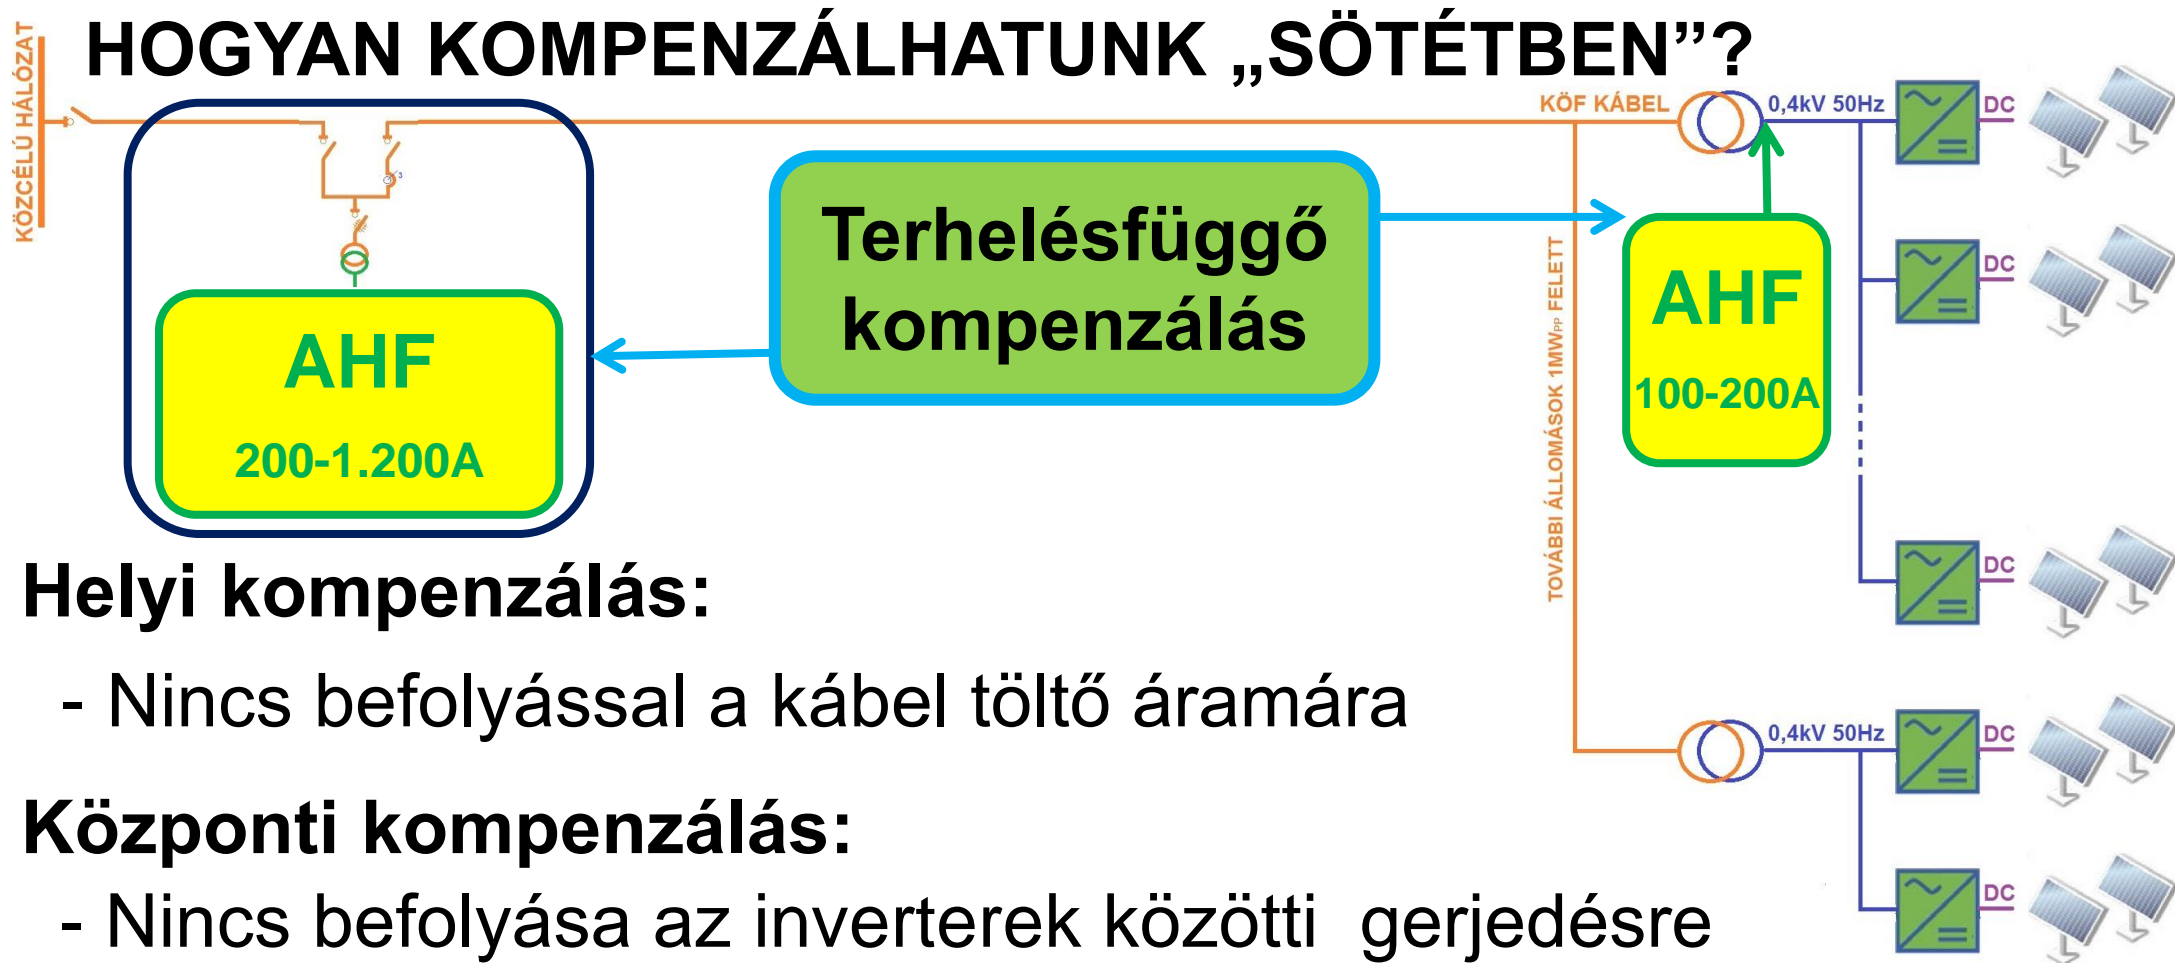 HOGYAN KOMPENZÁLHATUNK „SÖTÉTBEN”?
KÖZCÉLÚ HÁLÓZAT
KÖF KÁBEL
0,4kV 50Hz
DC
3
Terhelésfüggő
kompenzálás
AHF
200-1.200A
AHF
100-200A
TOVÁBBI ÁLLOMÁSOK 1MWPP FELETT
DC
DC
Helyi kompenzálás:
- Nincs befolyással a kábel töltő áramára
0,4kV 50Hz
DC
Központi kompenzálás:
- Nincs befolyása az inverterek közötti  gerjedésre
DC